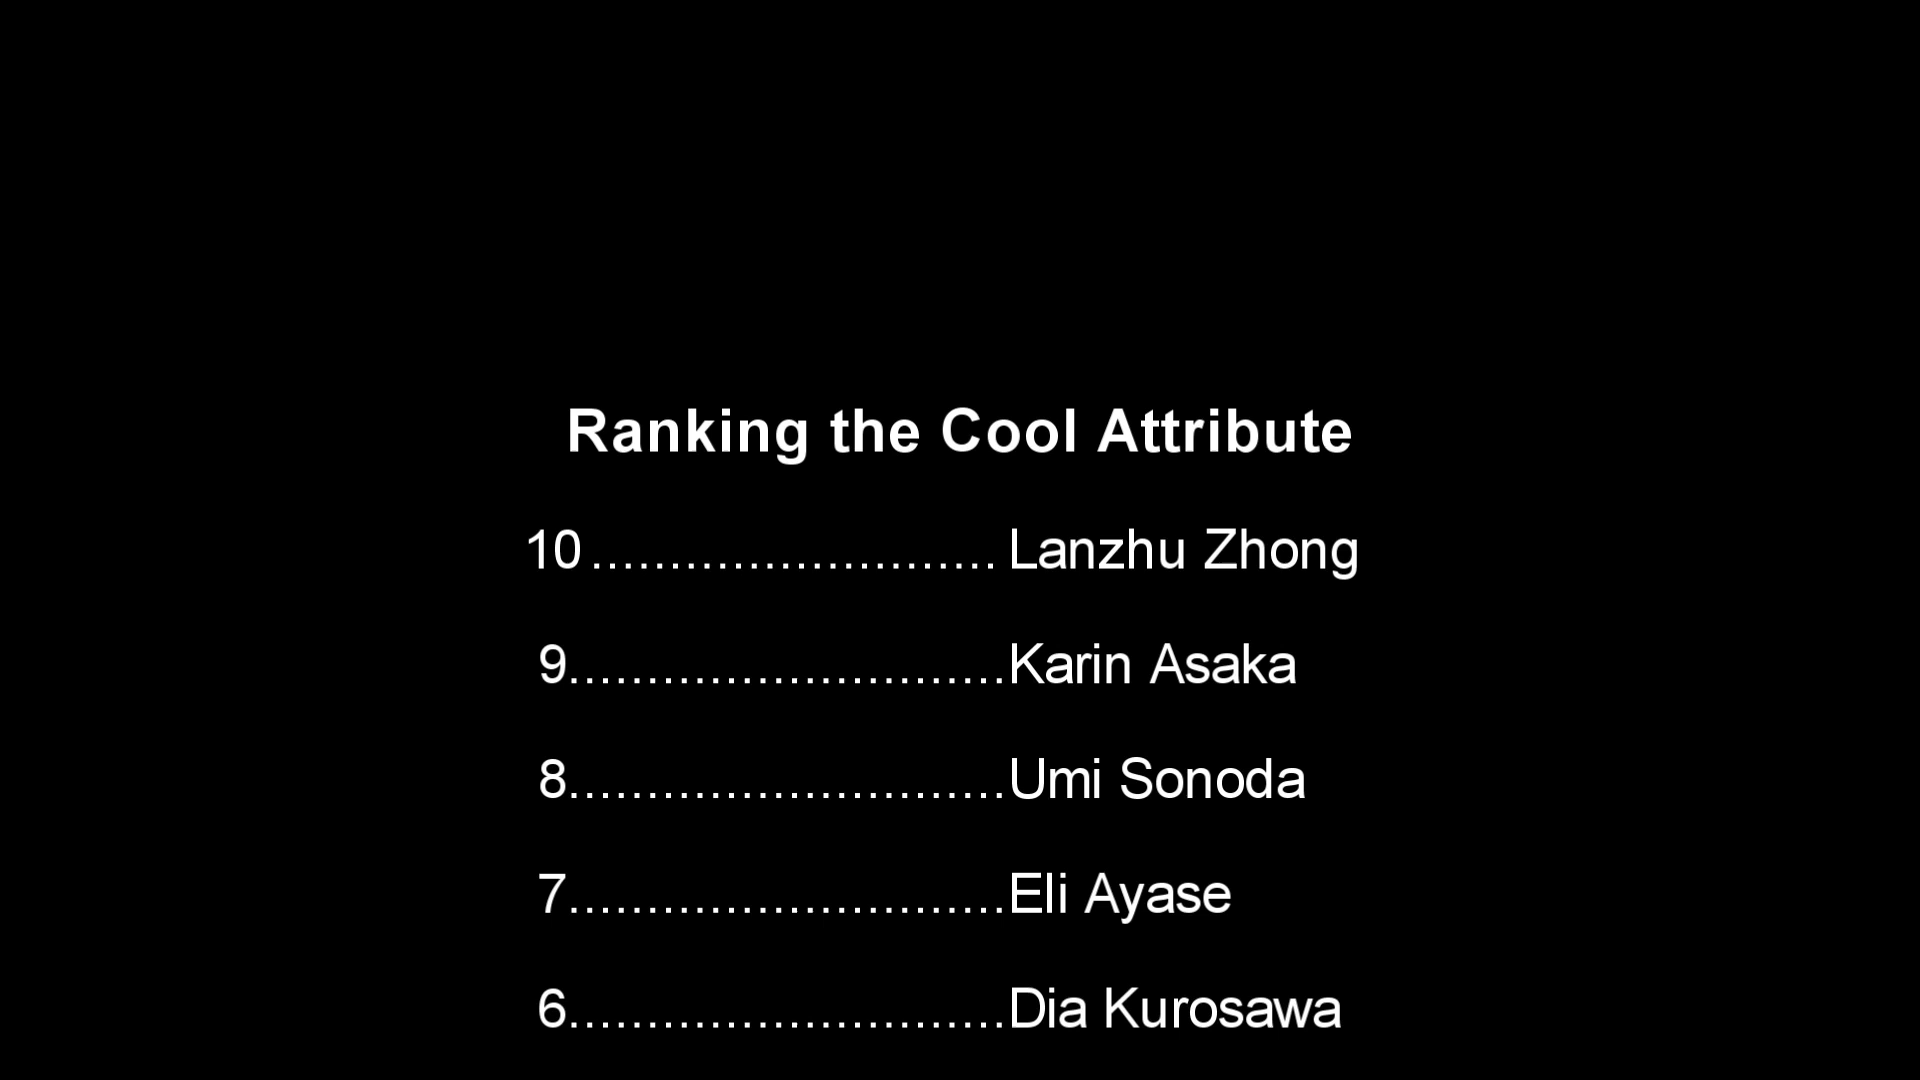 Ranking the Cool Attribute
10.......................... Lanzhu Zhong
9............................Karin Asaka
8............................Umi Sonoda
7............................Eli Ayase
6............................Dia Kurosawa